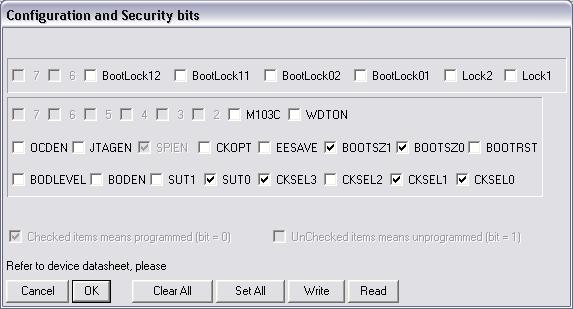 Configuration and Security bits
7 6 BootLock12 BootLock11 BootLock02 BootLock01 Lock2 Lock1
7 6 5 4 3 2 M103C WDTON
OCDEN JTAGEN SPIEN CKOPT EESAVE BOOTSZ1 BOOTSZ0 BOOTRST
BODLEVEL BODEN SUT1 SUT0 CKSEL3 CKSEL2 CKSEL1 CKSEL0
Checked items means programmed (bit = 0) UnChecked items means unprogrammed (bit = 1)
Refer to device datasheet, please
Cancel OK Clear All Set All Write Read